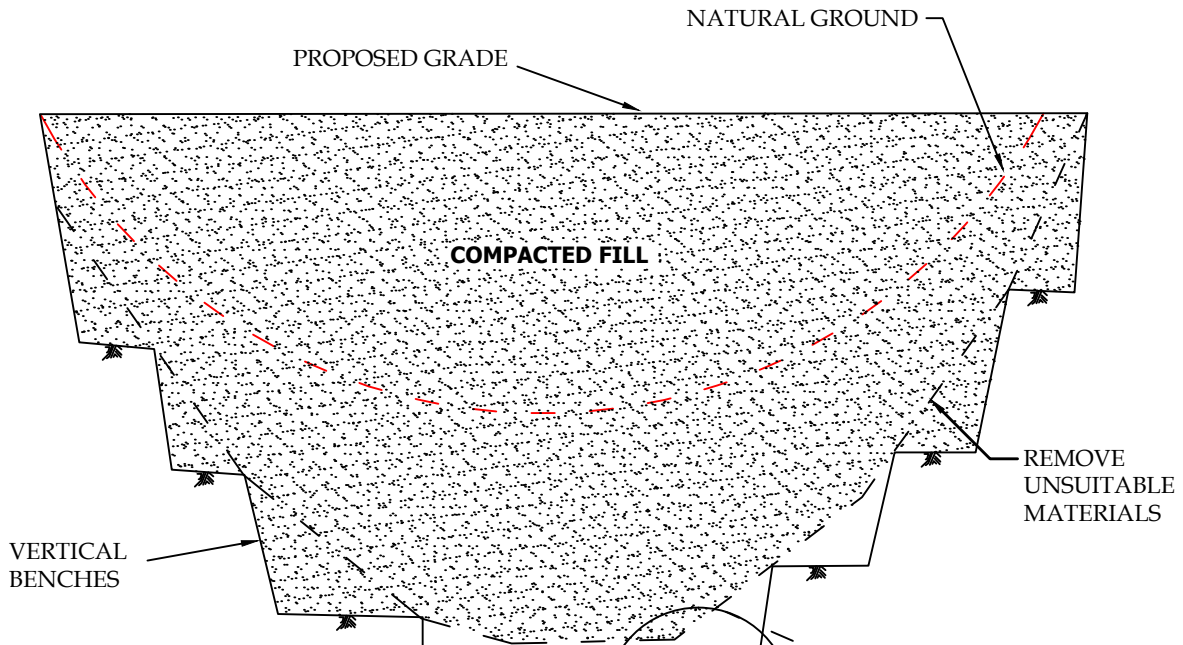 NATURAL GROUND
PROPOSED GRADE
COMPACTED FILL
REMOVE
UNSUITABLE
MATERIALS
VERTICAL
BENCHES